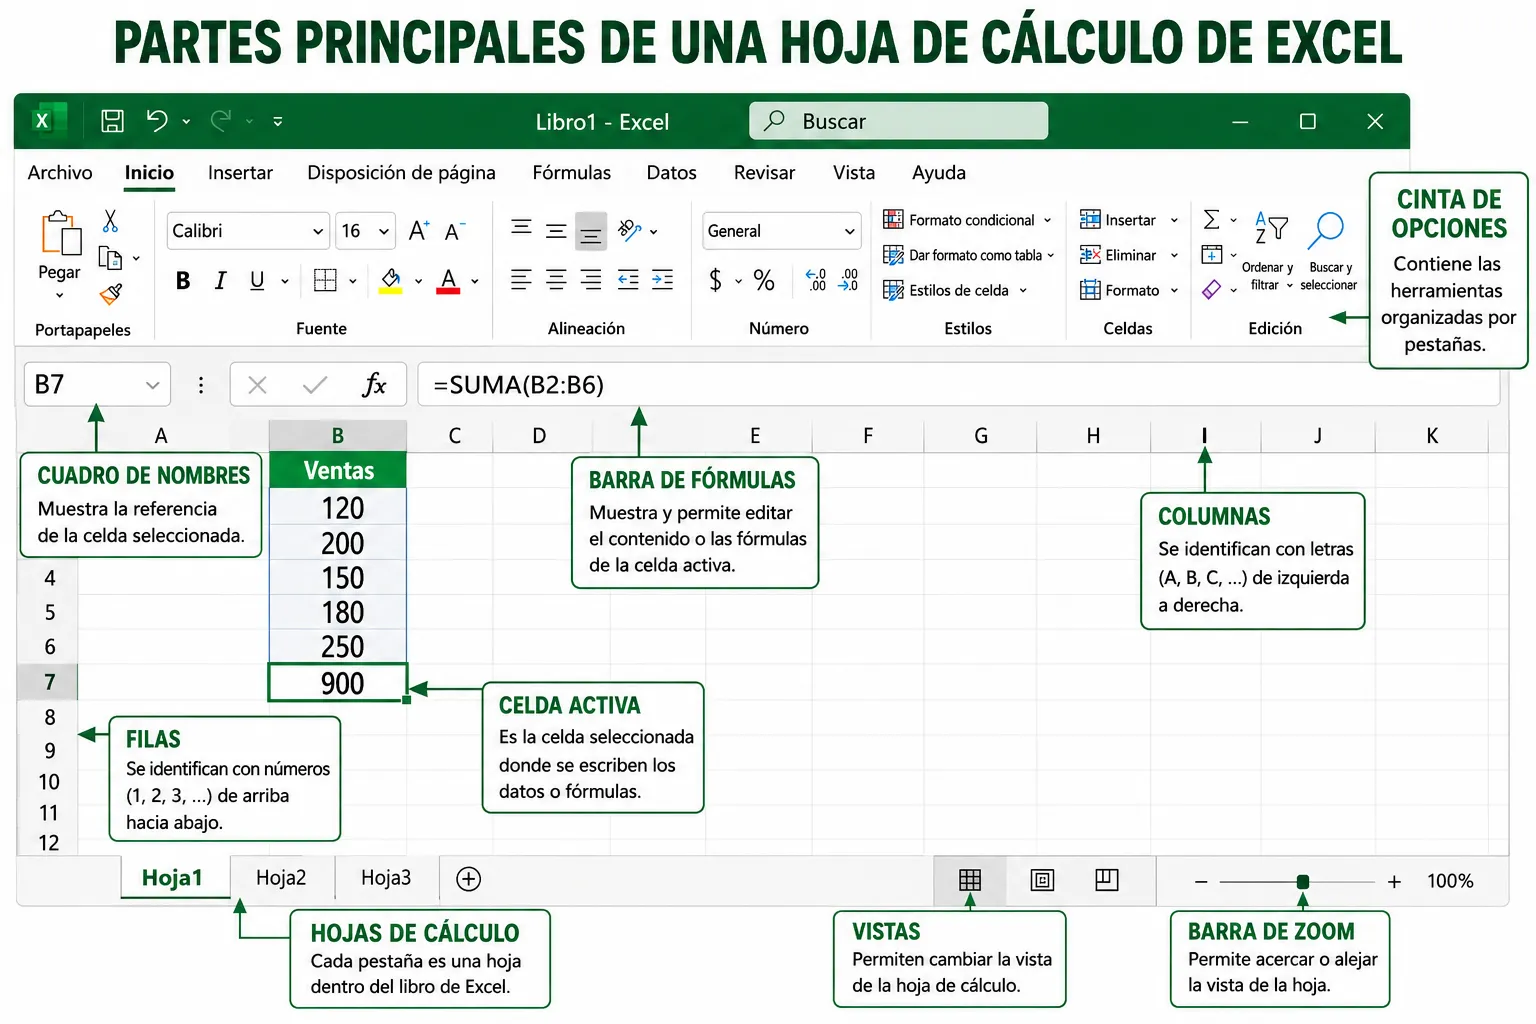 PARTES PRINCIPALES DE UNA HOJA DE CÁLCULO DE EXCEL
X
Libro1 - Excel
Buscar
Archivo Inicio Insertar Disposición de página Fórmulas Datos Revisar Vista Ayuda
Pegar
Portapapeles
Calibri 16 A+ A-
B I U A
Fuente
Alineación
General
$ % ←.0 .00 .00 →.0
Número
Formato condicional
Dar formato como tabla
Estilos de celda
Estilos
Insertar
Eliminar
Formato
Celdas
Σ
A
Z
Ordenar y
filtrar
Buscar y
seleccionar
Edición
CINTA DE
OPCIONES
Contiene las
herramientas
organizadas por
pestañas.
B7 fx =SUMA(B2:B6)
A B C D E F G H I J K
CUADRO DE NOMBRES
Muestra la referencia
de la celda seleccionada.
Ventas
120
200
150
180
250
900
BARRA DE FÓRMULAS
Muestra y permite editar
el contenido o las fórmulas
de la celda activa.
COLUMNAS
Se identifican con letras
(A, B, C, ...) de izquierda
a derecha.
4
5
6
7
8
9
10
11
12
CELDA ACTIVA
Es la celda seleccionada
donde se escriben los
datos o fórmulas.
FILAS
Se identifican con números
(1, 2, 3, ...) de arriba
hacia abajo.
Hoja1 Hoja2 Hoja3
100%
HOJAS DE CÁLCULO
Cada pestaña es una hoja
dentro del libro de Excel.
VISTAS
Permiten cambiar la vista
de la hoja de cálculo.
BARRA DE ZOOM
Permite acercar o alejar
la vista de la hoja.